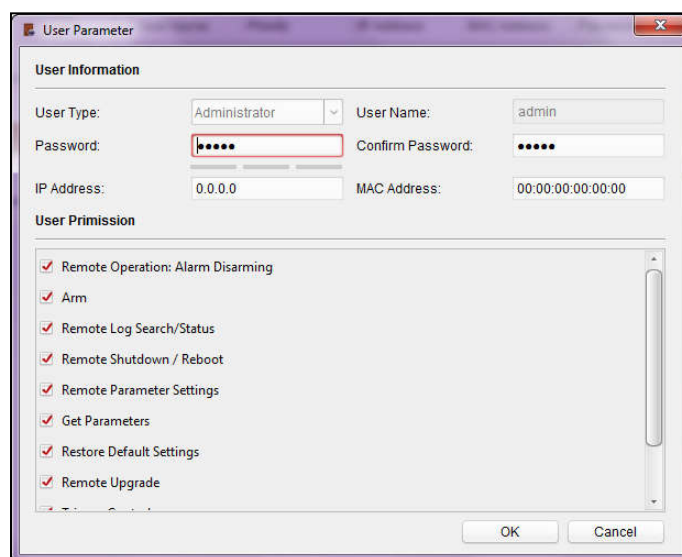 User Parameter
User Information
User Type: Administrator User Name: admin
Password: ●●●●● Confirm Password: ●●●●●
IP Address: 0.0.0.0 MAC Address: 00:00:00:00:00:00
User Primission
Remote Operation: Alarm Disarming
Arm
Remote Log Search/Status
Remote Shutdown / Reboot
Remote Parameter Settings
Get Parameters
Restore Default Settings
Remote Upgrade
OK Cancel